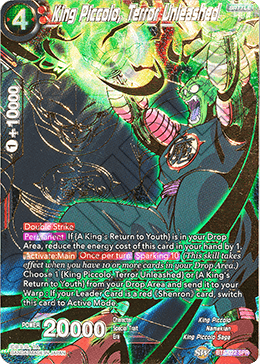 BATTLE
4
King Piccolo, Terror Unleashed
1 +10000
Double Strike
Permanent If {A King's Return to Youth} is in your Drop
Area, reduce the energy cost of this card in your hand by 1.
Activate:Main Once per turn Sparking 10 (This skill takes
effect when you have 10 or more cards in your Drop Area.)
Choose 1 {King Piccolo, Terror Unleashed} or {A King's
Return to Youth} from your Drop Area and send it to your
Warp. If your Leader Card is a red {Shenron}, switch
this card to Active Mode.
POWER 20000
King Piccolo
Namekian
King Piccolo Saga
SPR